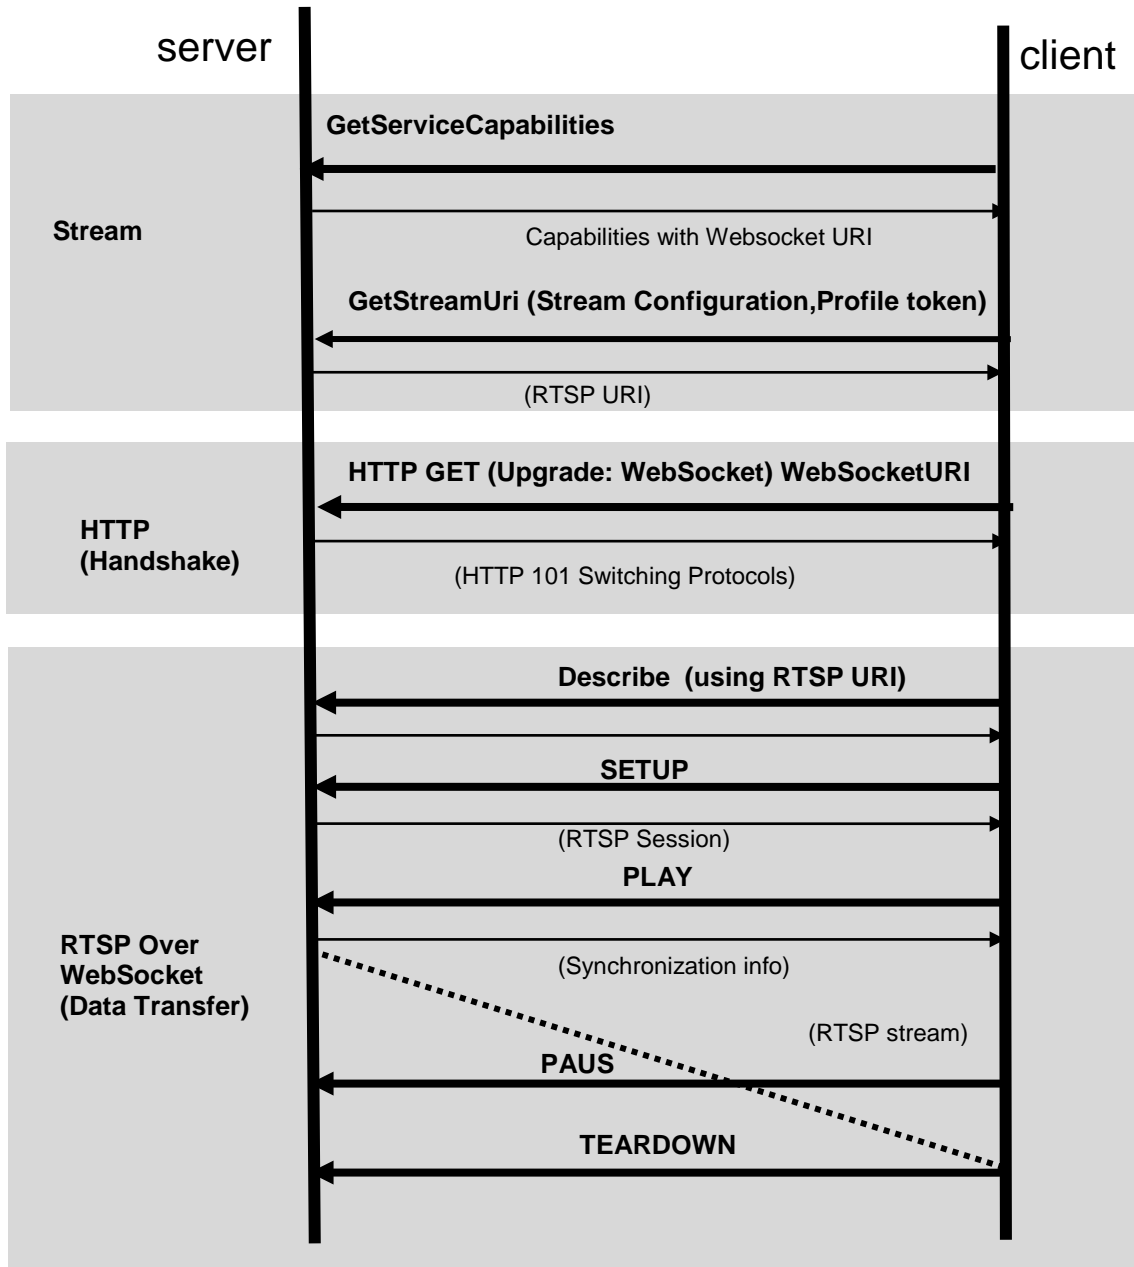 server
client
GetServiceCapabilities
Stream
Capabilities with Websocket URI
GetStreamUri (Stream Configuration,Profile token)
(RTSP URI)
HTTP GET (Upgrade: WebSocket) WebSocketURI
HTTP
(Handshake)
(HTTP 101 Switching Protocols)
Describe  (using RTSP URI)
SETUP
(RTSP Session)
PLAY
RTSP Over
WebSocket
(Data Transfer)
(Synchronization info)
(RTSP stream)
PAUS
TEARDOWN